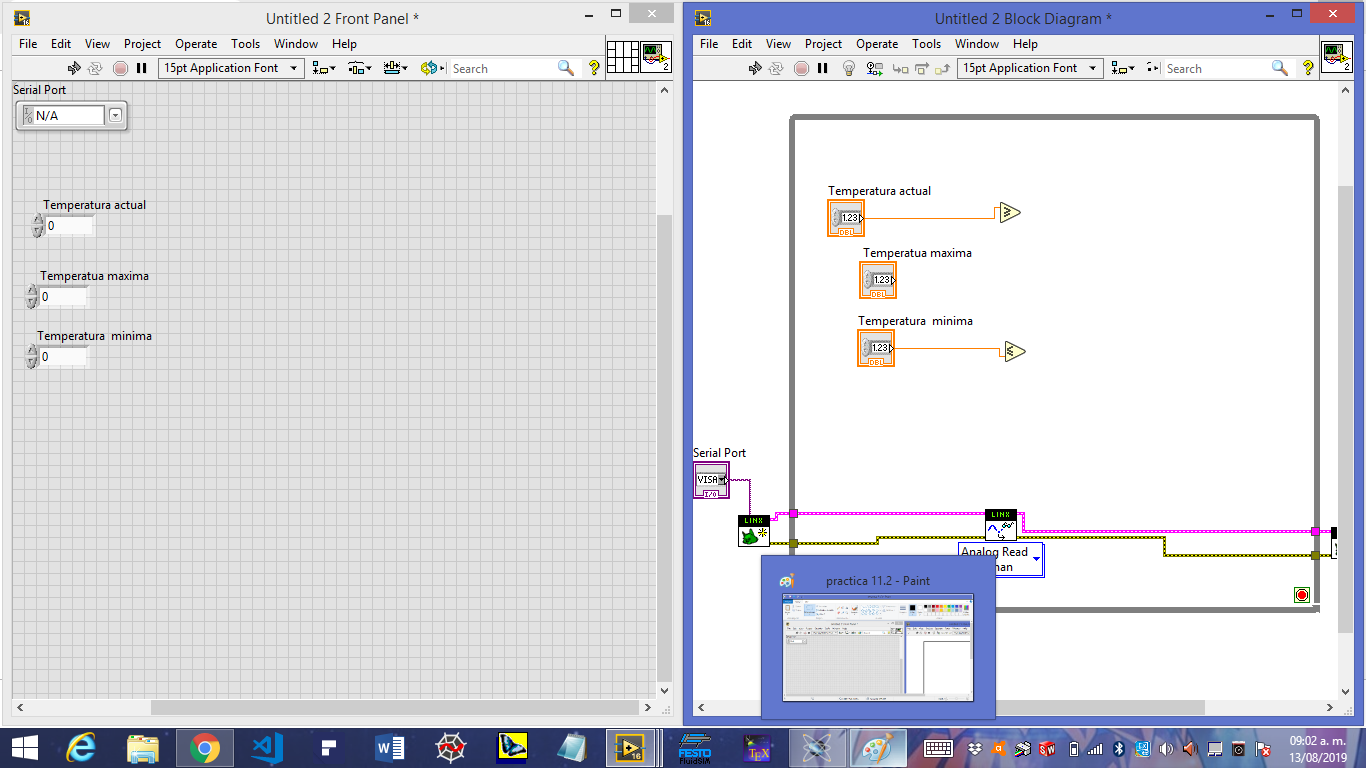 Untitled 2 Front Panel *
File Edit View Project Operate Tools Window Help
15pt Application Font
Search
2
Serial Port
N/A
Temperatura actual
0
Temperatua maxima
0
Temperatura minima
0
Untitled 2 Block Diagram *
File Edit View Project Operate Tools Window Help
15pt Application Font
Search
2
Temperatura actual
1.23
DBL
Temperatua maxima
1.23
DBL
Temperatura minima
1.23
DBL
Serial Port
VISA
I/O
LINX
LINX
Analog Read
practica 11.2 - Paint
16
FESTO
FluidSIM
TEX
09:02 a. m.
13/08/2019